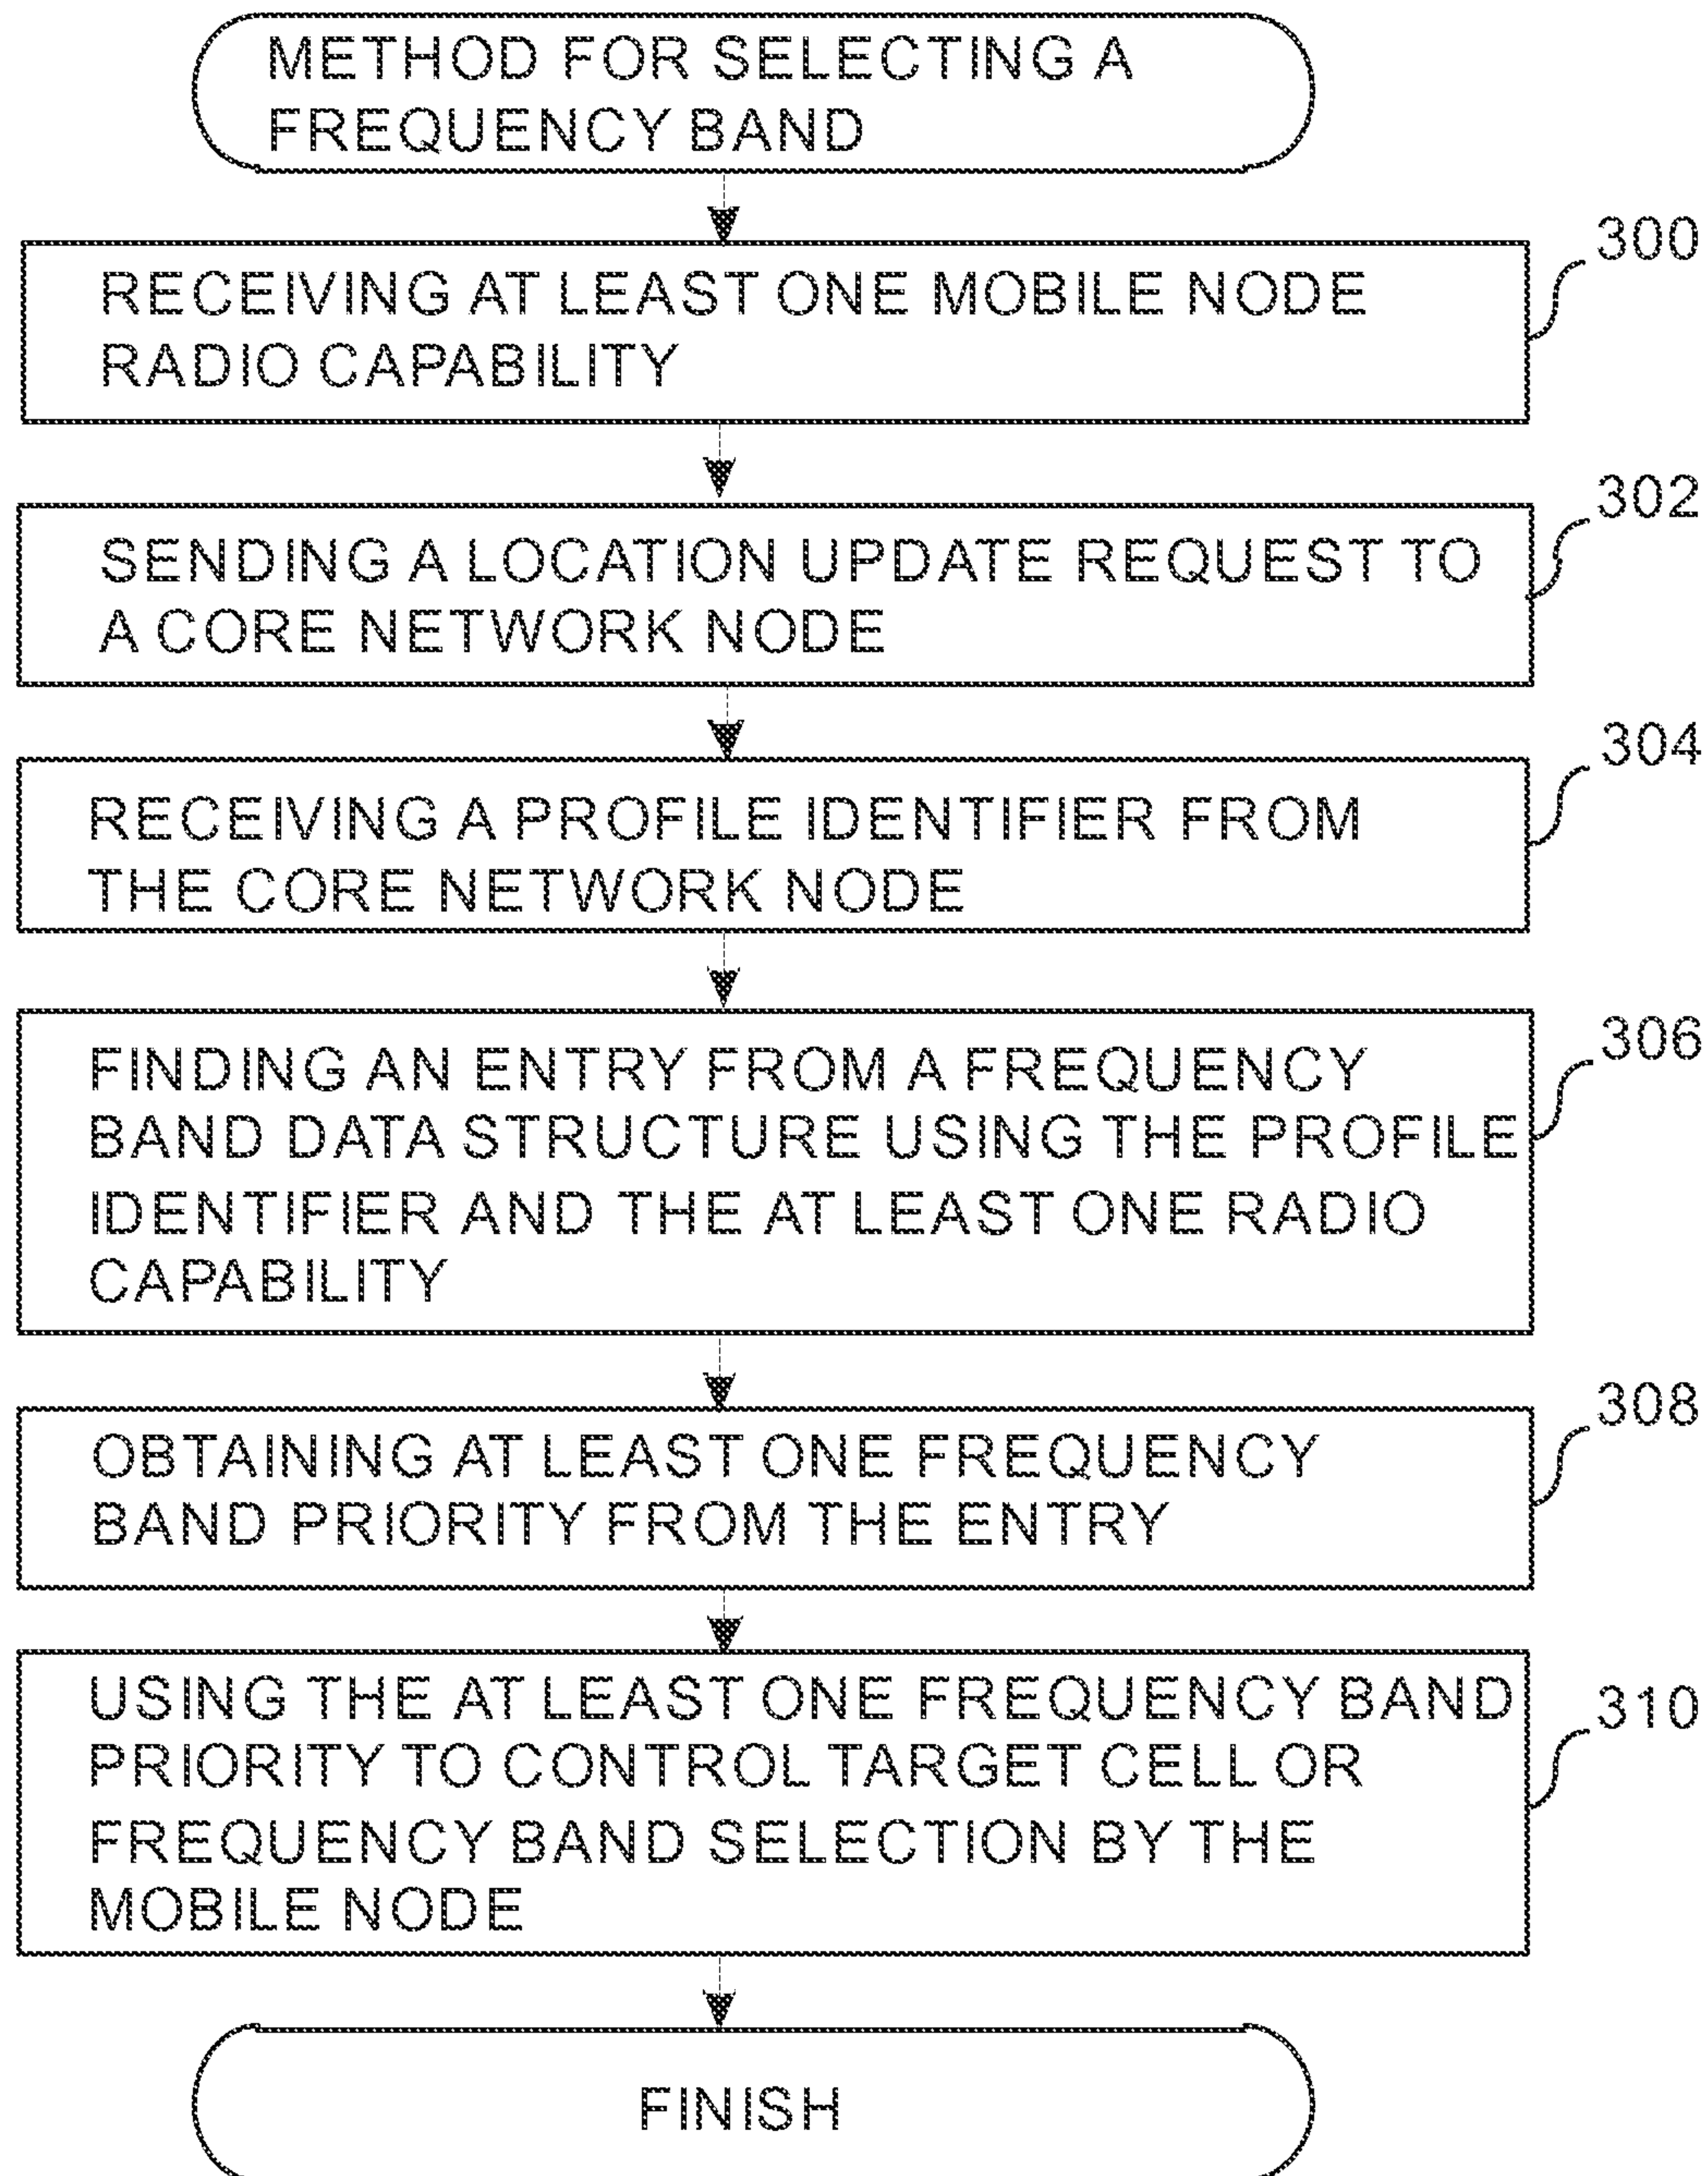 METHOD FOR SELECTING A
FREQUENCY BAND
300
RECEIVING AT LEAST ONE MOBILE NODE
RADIO CAPABILITY
302
SENDING A LOCATION UPDATE REQUEST TO
A CORE NETWORK NODE
304
RECEIVING A PROFILE IDENTIFIER FROM
THE CORE NETWORK NODE
306
FINDING AN ENTRY FROM A FREQUENCY
BAND DATA STRUCTURE USING THE PROFILE
IDENTIFIER AND THE AT LEAST ONE RADIO
CAPABILITY
308
OBTAINING AT LEAST ONE FREQUENCY
BAND PRIORITY FROM THE ENTRY
310
USING THE AT LEAST ONE FREQUENCY BAND
PRIORITY TO CONTROL TARGET CELL OR
FREQUENCY BAND SELECTION BY THE
MOBILE NODE
FINISH